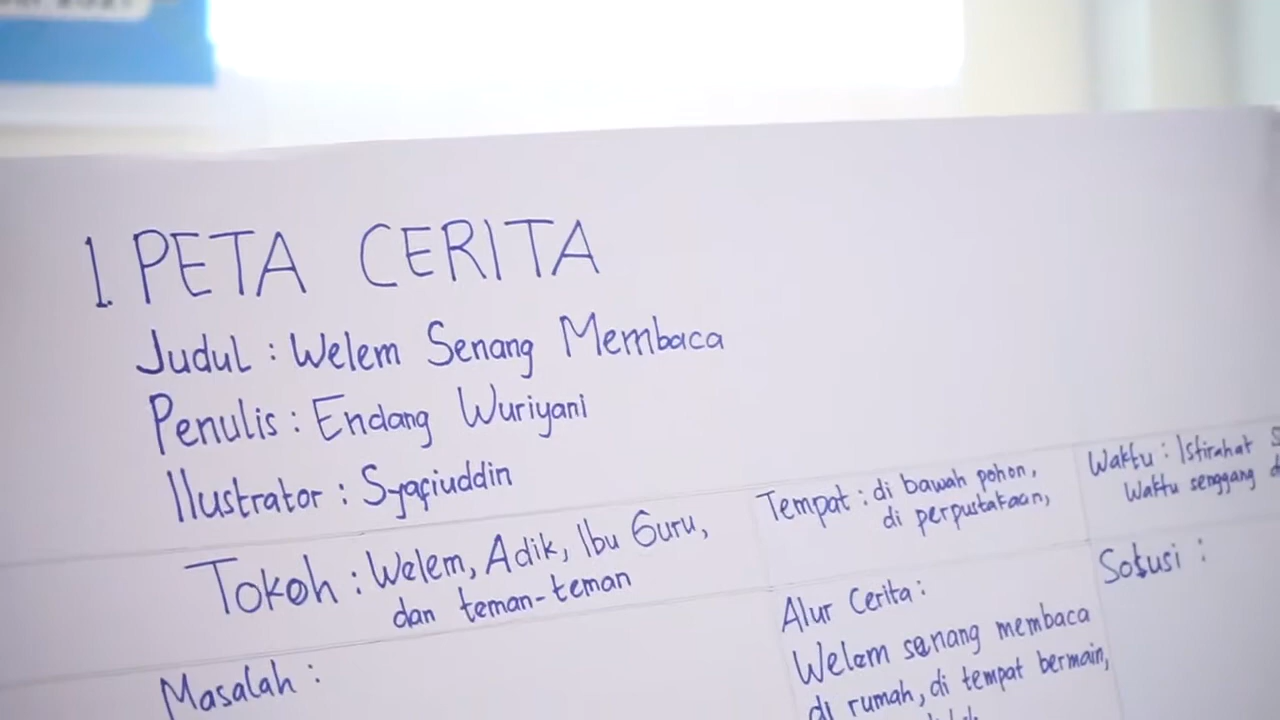 1. PETA CERITA
Judul : Welem Senang Membaca
Penulis : Endang Wuriyani
Ilustrator : Syafiuddin
Tokoh : Welem, Adik, Ibu Guru,
dan teman-teman
Tempat : di bawah pohon,
di perpustakaan,
Waktu : Istirahat
Waktu senggang
Masalah :
Alur Cerita :
Welem senang membaca
di rumah, di tempat bermain,
Solusi :